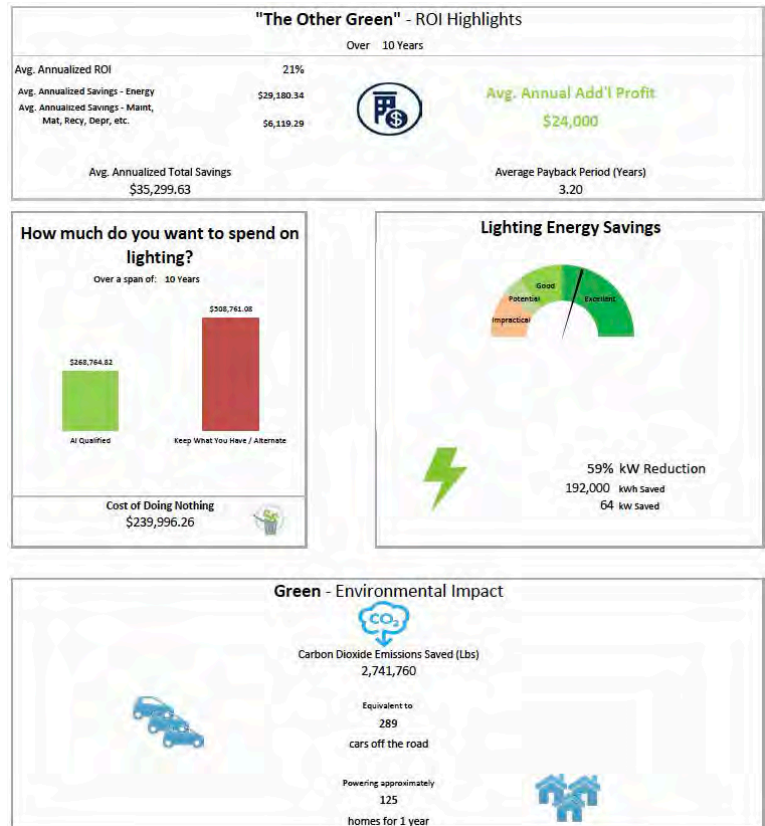 "The Other Green" - ROI Highlights
Over 10 Years
Avg. Annualized ROI 21%
Avg. Annualized Savings - Energy $29,180.34
Avg. Annualized Savings - Maint,
Mat, Recy, Depr, etc. $6,119.29
Avg. Annual Add'l Profit
$24,000
Avg. Annualized Total Savings
$35,299.63
Average Payback Period (Years)
3.20
How much do you want to spend on
lighting?
Over a span of: 10 Years
$508,761.08
$268,764.82
AI Qualified
Keep What You Have / Alternate
Cost of Doing Nothing
$239,996.26
Lighting Energy Savings
Impractical
Potential
Good
Excellent
59% kW Reduction
192,000 kWh Saved
64 kW Saved
Green - Environmental Impact
CO2
Carbon Dioxide Emissions Saved (Lbs)
2,741,760
Equivalent to
289
cars off the road
Powering approximately
125
homes for 1 year